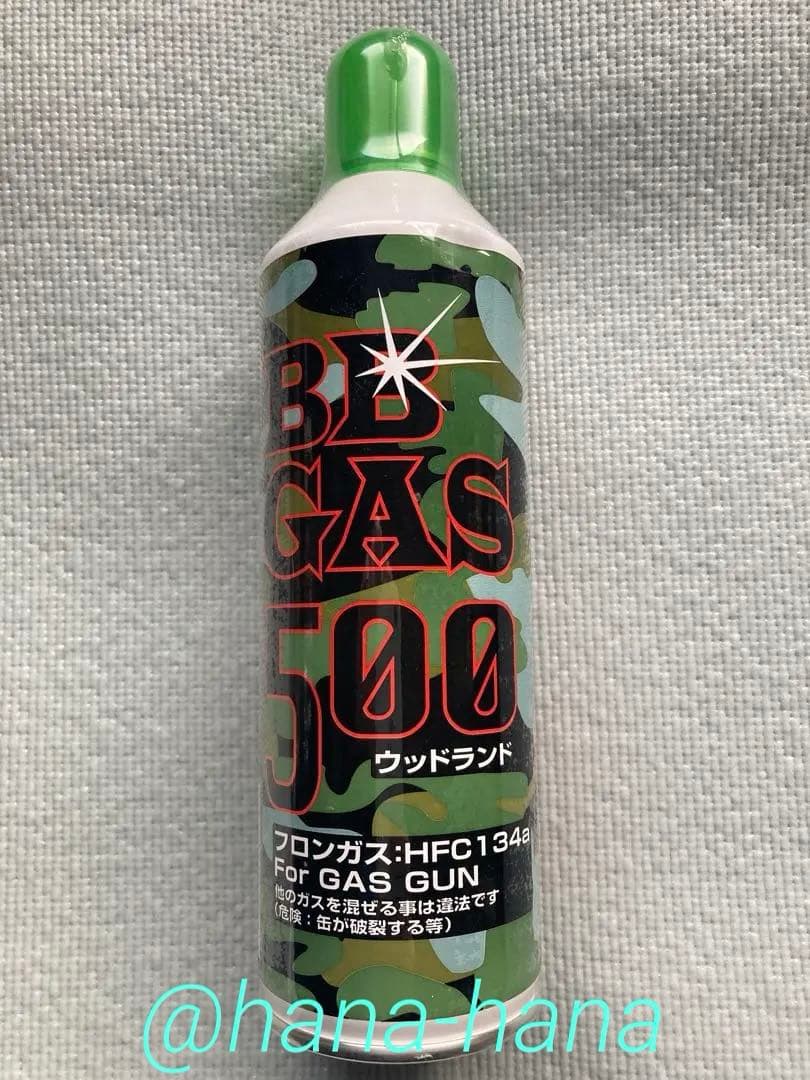 BB
GAS
500
ウッドランド
フロンガス:HFC134a
For GAS GUN
他のガスを混ぜる事は違法です
(危険:缶が破裂する等)
@hana-hana